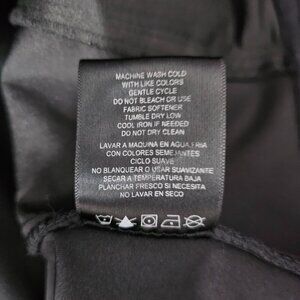 MACHINE WASH COLD
WITH LIKE COLORS
GENTLE CYCLE
DO NOT BLEACH OR USE
FABRIC SOFTENER
TUMBLE DRY LOW
COOL IRON IF NEEDED
DO NOT DRY CLEAN
LAVAR A MAQUINA EN AGUA FRIA
CON COLORES SEMEJANTES
CICLO SUAVE
NO BLANQUEAR O USAR SUAVIZANTE
SECAR A TEMPERATURA BAJA
PLANCHAR FRESCO SI NECESITA
NO LAVAR EN SECO